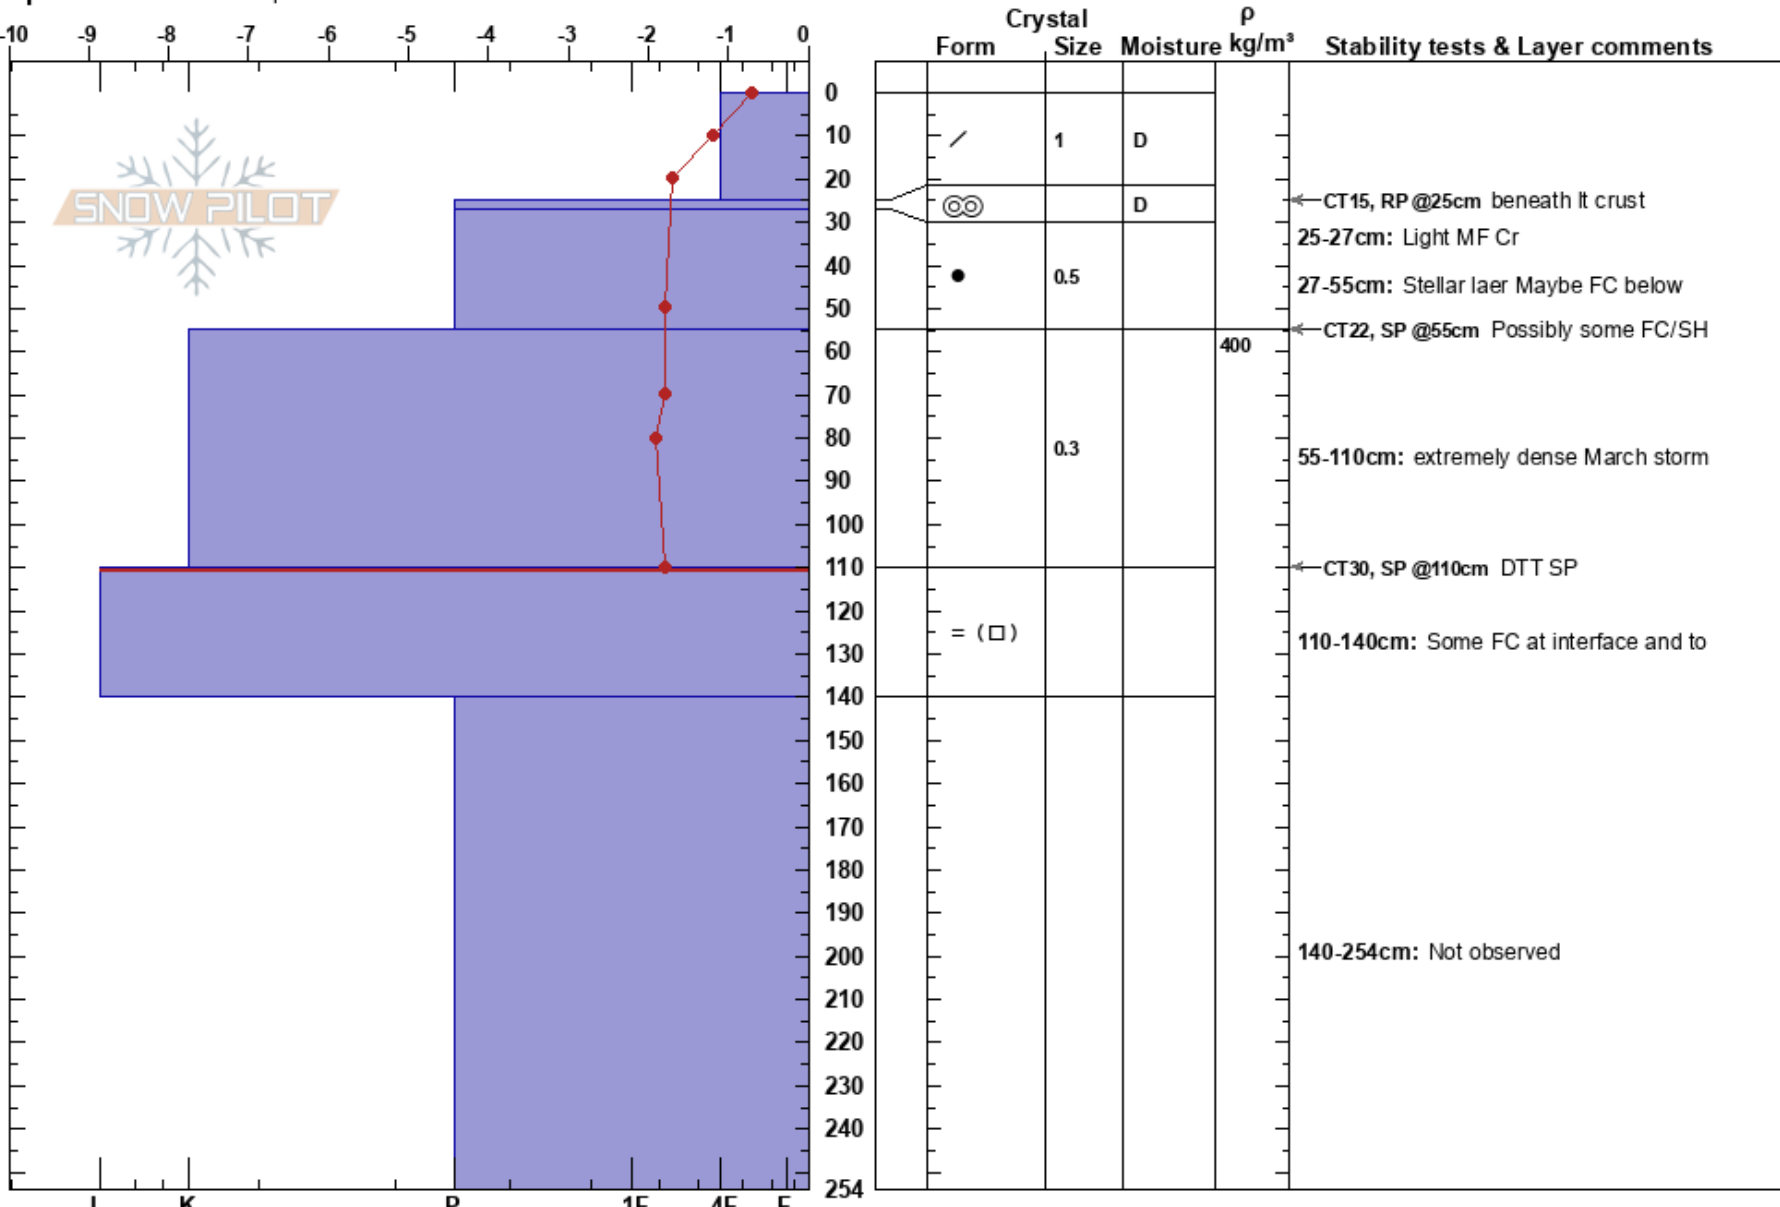 Crystal ρ
-10 -9 -8 -7 -6 -5 -4 -3 -2 -1 0
Form Size Moisture kg/m³ Stability tests & Layer comments
SNOW PILOT
0
10
1 D
20
CT15, RP @25cm beneath lt crust
D
30
25-27cm: Light MF Cr
40
0.5
27-55cm: Stellar laer Maybe FC below
50
CT22, SP @55cm Possibly some FC/SH
60
400
70
80
0.3
55-110cm: extremely dense March storm
90
100
110
CT30, SP @110cm DTT SP
120
= (□)
130
110-140cm: Some FC at interface and to
140
150
160
170
180
190
200
140-254cm: Not observed
210
220
230
240
254
I K P 1F 4F F